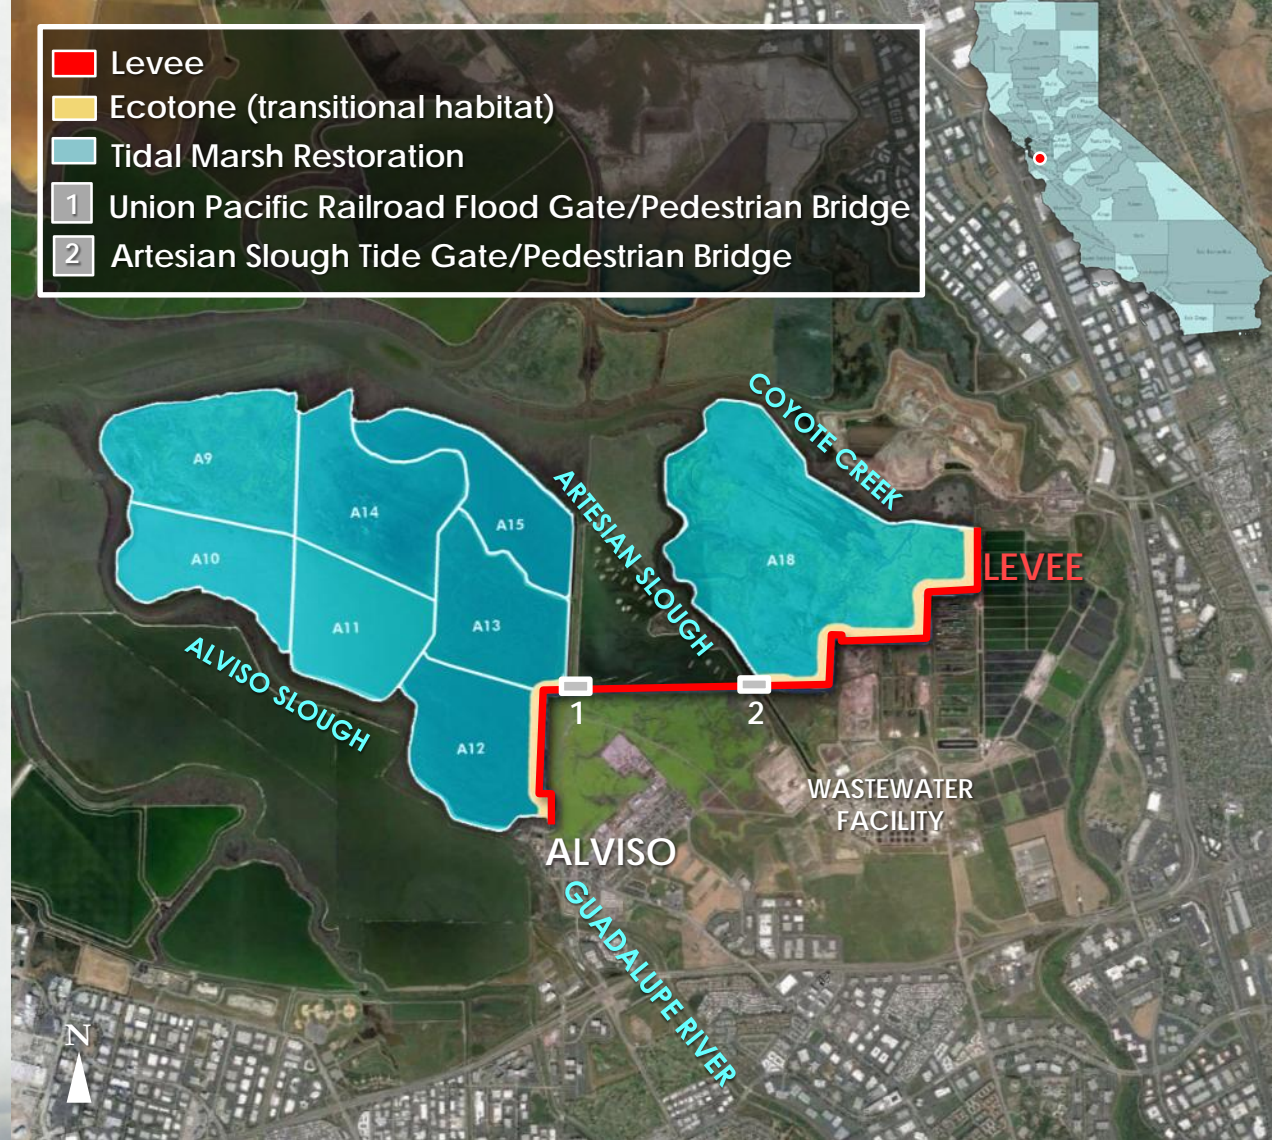 Levee
Ecotone (transitional habitat)
Tidal Marsh Restoration
1 Union Pacific Railroad Flood Gate/Pedestrian Bridge
2 Artesian Slough Tide Gate/Pedestrian Bridge
COYOTE CREEK
A9
A14
A15
ARTESIAN SLOUGH
A10
A18
LEVEE
A11
A13
ALVISO SLOUGH
1
2
A12
WASTEWATER
FACILITY
ALVISO
GUADALUPE RIVER
N